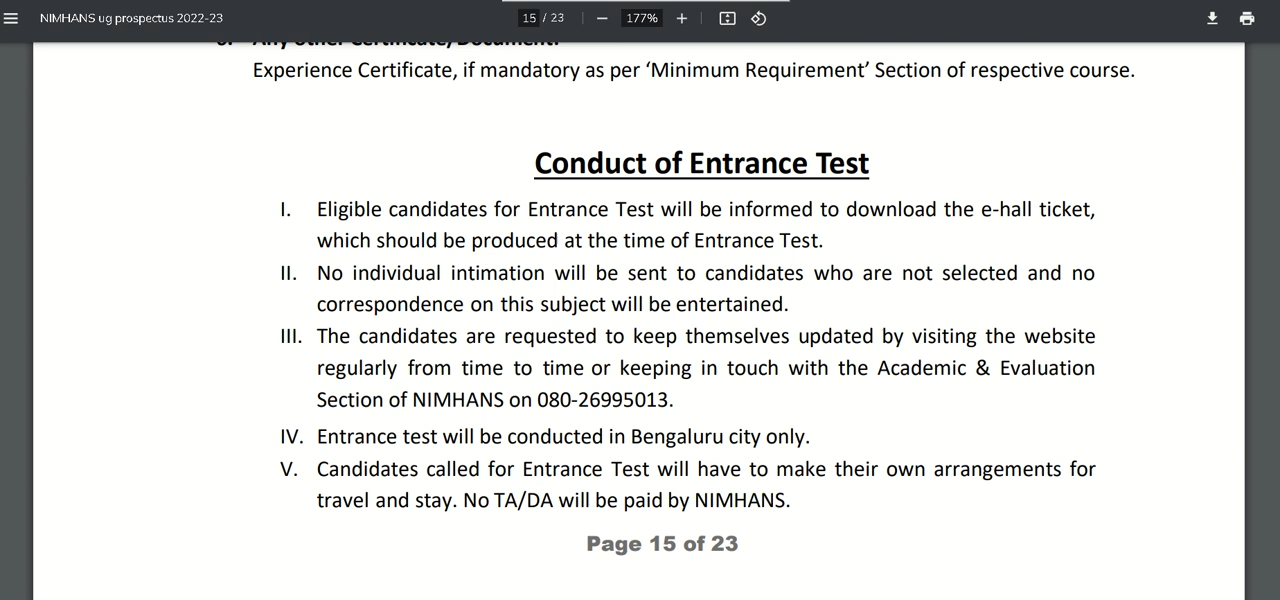 NIMHANS ug prospectus 2022-23
15 / 23
177%
Any other Certificate/Document:
Experience Certificate, if mandatory as per ‘Minimum Requirement’ Section of respective course.
Conduct of Entrance Test
I. Eligible candidates for Entrance Test will be informed to download the e-hall ticket,
which should be produced at the time of Entrance Test.
II. No individual intimation will be sent to candidates who are not selected and no
correspondence on this subject will be entertained.
III. The candidates are requested to keep themselves updated by visiting the website
regularly from time to time or keeping in touch with the Academic & Evaluation
Section of NIMHANS on 080-26995013.
IV. Entrance test will be conducted in Bengaluru city only.
V. Candidates called for Entrance Test will have to make their own arrangements for
travel and stay. No TA/DA will be paid by NIMHANS.
Page 15 of 23